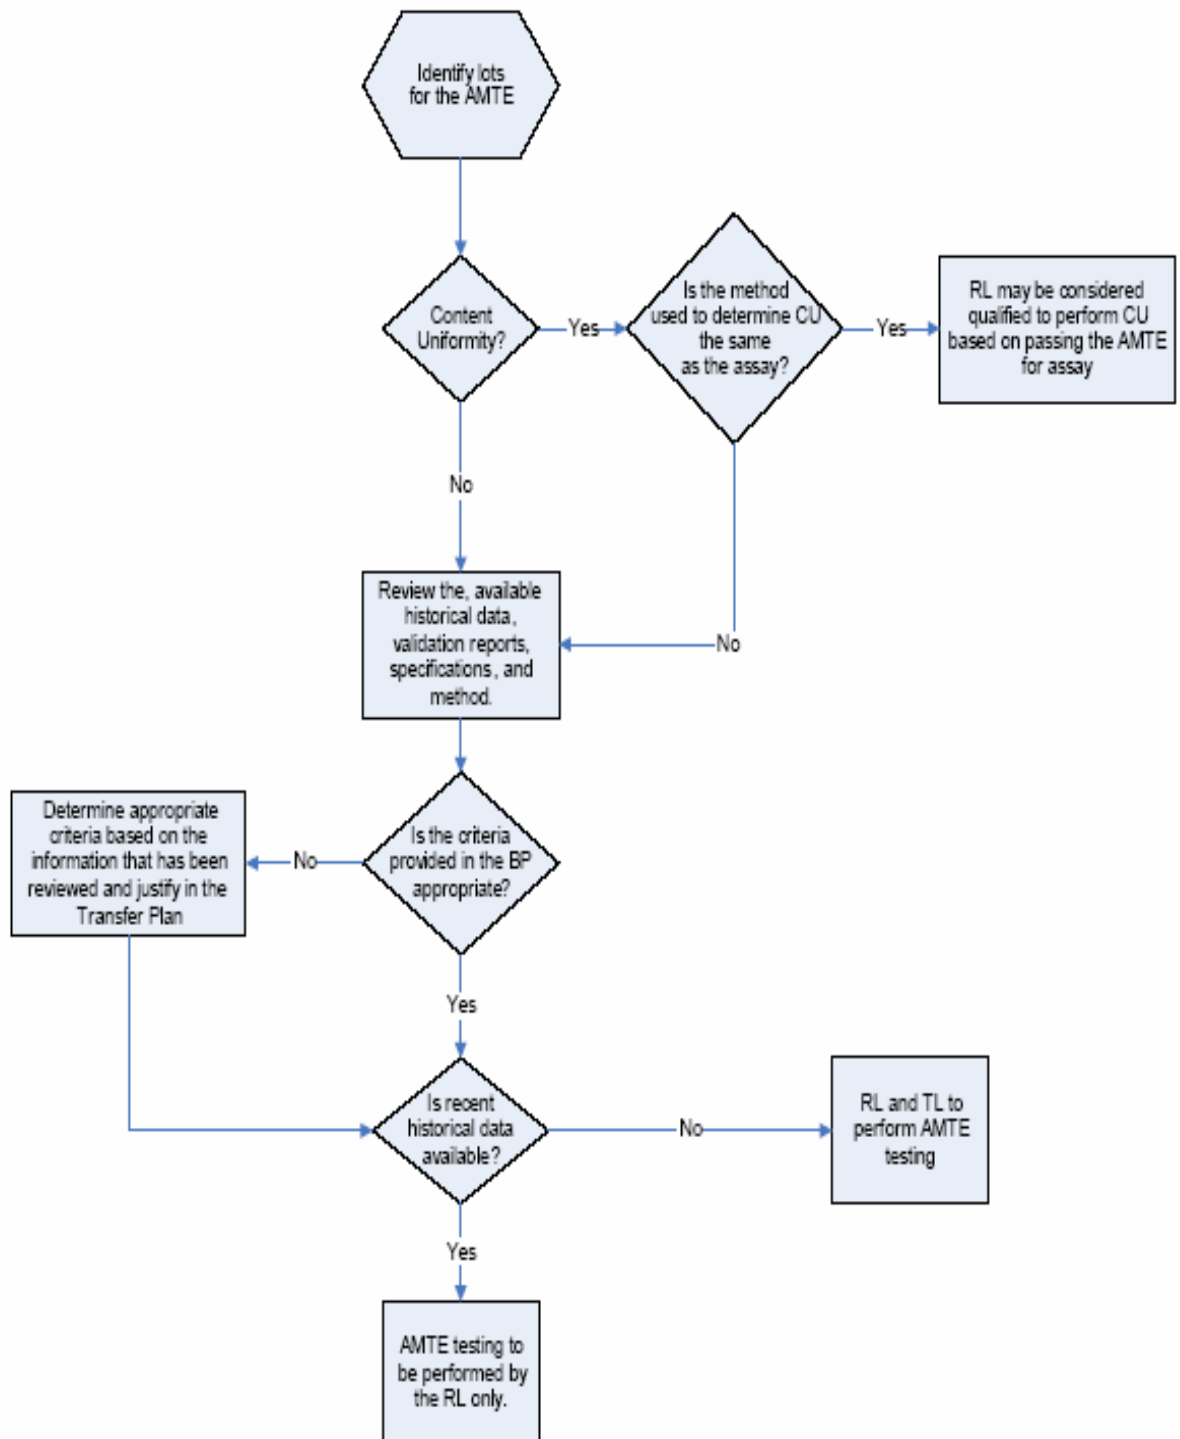 Identify lots
for the AMTE
Content
Uniformity?
Yes
Is the method
used to determine CU
the same
as the assay?
Yes
RL may be considered
qualified to perform CU
based on passing the AMTE
for assay
No
No
Review the, available
historical data,
validation reports,
specifications, and
method.
Is the criteria
provided in the BP
appropriate?
No
Determine appropriate
criteria based on the
information that has been
reviewed and justify in the
Transfer Plan
Yes
Is recent
historical data
available?
No
RL and TL to
perform AMTE
testing
Yes
AMTE testing to
be performed by
the RL only.